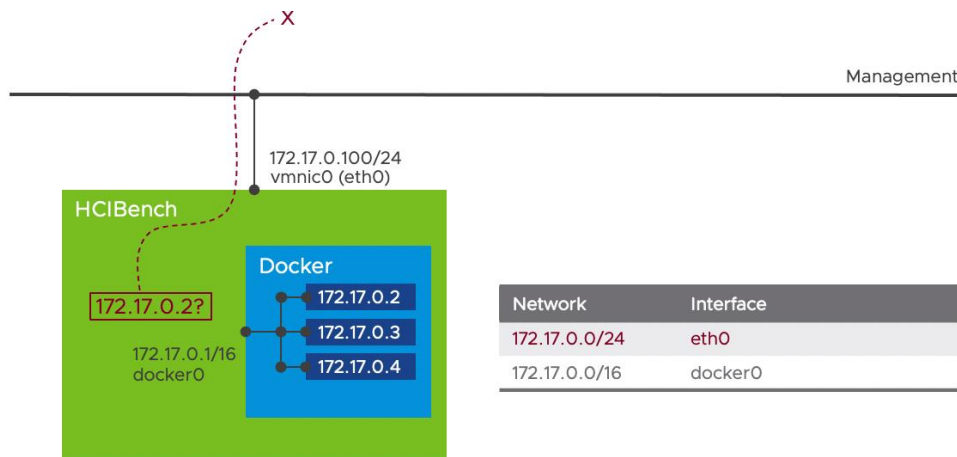 X
Management
172.17.0.100/24
vmnic0 (eth0)
HCIBench
Docker
172.17.0.2
172.17.0.2?
172.17.0.3
172.17.0.1/16
docker0
172.17.0.4
Network Interface
172.17.0.0/24 eth0
172.17.0.0/16 docker0